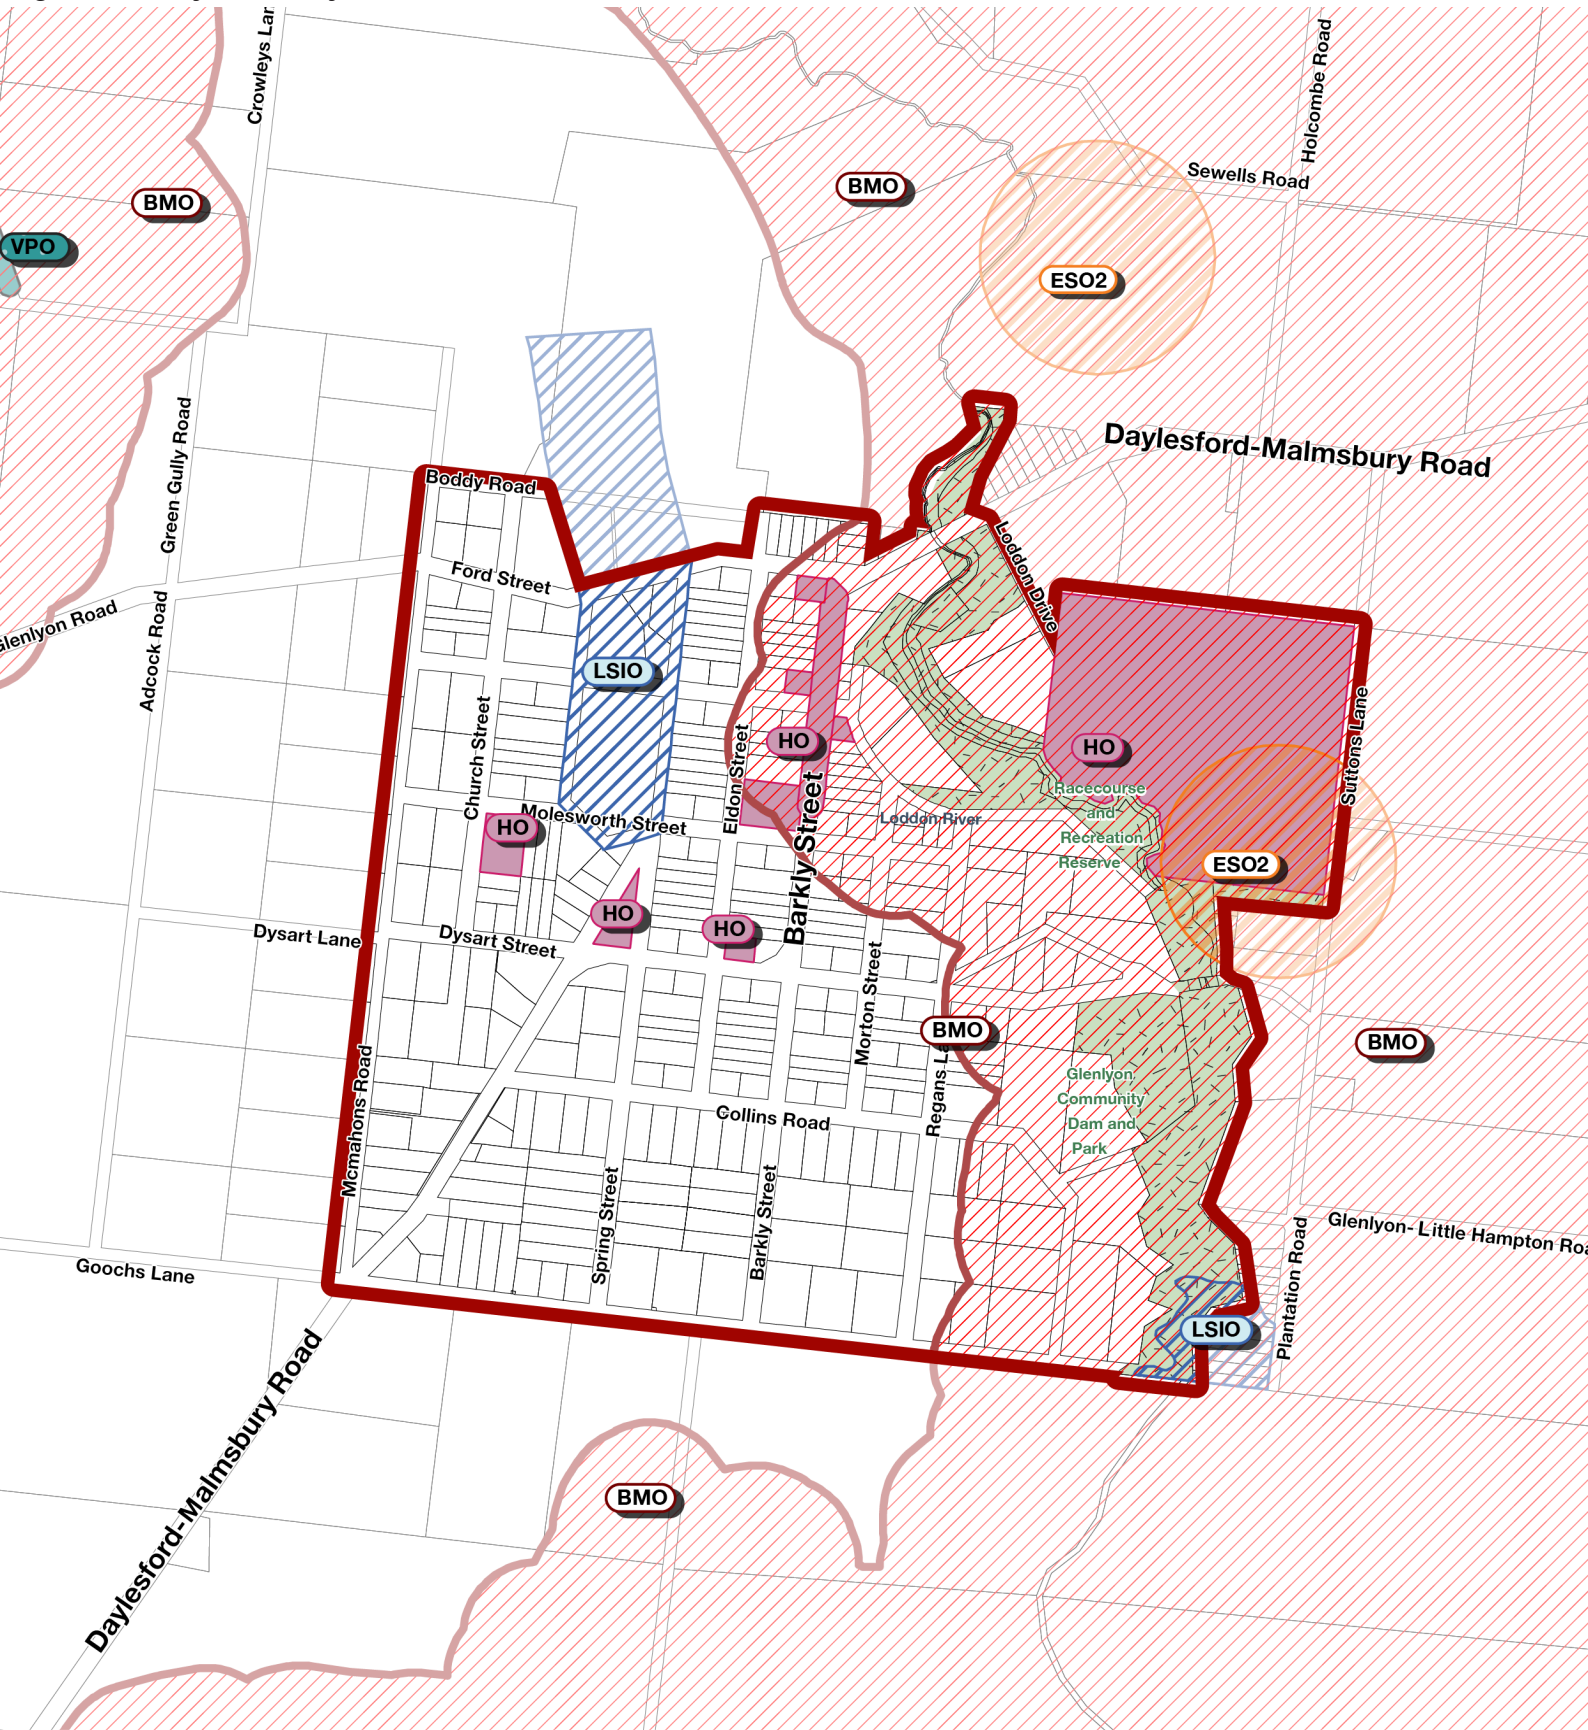 Crowleys Lan
Holcombe Road
Sewells Road
BMO
BMO
VPO
ESO2
Daylesford-Malmsbury Road
Green Gully Road
Boddy Road
Loddon Drive
Ford Street
Glenlyon Road
Adcock Road
LSIO
Church Street
Eldon Street
HO
HO
Suttons Lane
Racecourse
and
Recreation
Reserve
Loddon River
Molesworth Street
HO
Barkly Street
ESO2
HO
HO
Dysart Lane
Dysart Street
Morton Street
BMO
BMO
Regans La
Mcmahons Road
Glenlyon
Community
Dam and
Park
Collins Road
Spring Street
Barkly Street
Glenlyon- Little Hampton Roa
Plantation Road
Goochs Lane
LSIO
Daylesford-Malmsbury Road
BMO